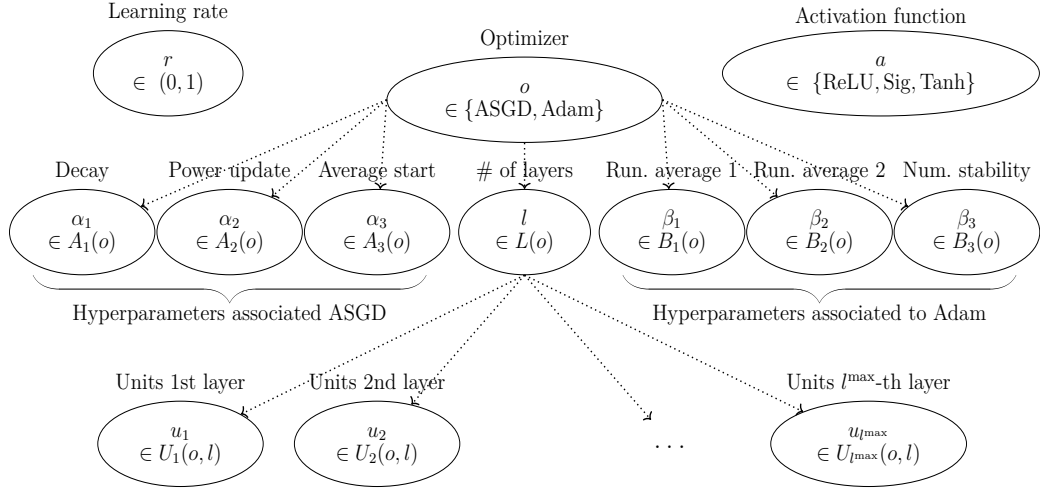 Learning rate
r
∈ (0, 1)
Optimizer
o
∈ {ASGD, Adam}
Activation function
a
∈ {ReLU, Sig, Tanh}
Decay
α₁
∈ A₁(o)
Power update
α₂
∈ A₂(o)
Average start
α₃
∈ A₃(o)
# of layers
l
∈ L(o)
Run. average 1
β₁
∈ B₁(o)
Run. average 2
β₂
∈ B₂(o)
Num. stability
β₃
∈ B₃(o)
Hyperparameters associated ASGD
Hyperparameters associated to Adam
Units 1st layer
u₁
∈ U₁(o, l)
Units 2nd layer
u₂
∈ U₂(o, l)
. . .
Units l^max-th layer
u_{l^max}
∈ U_{l^max}(o, l)